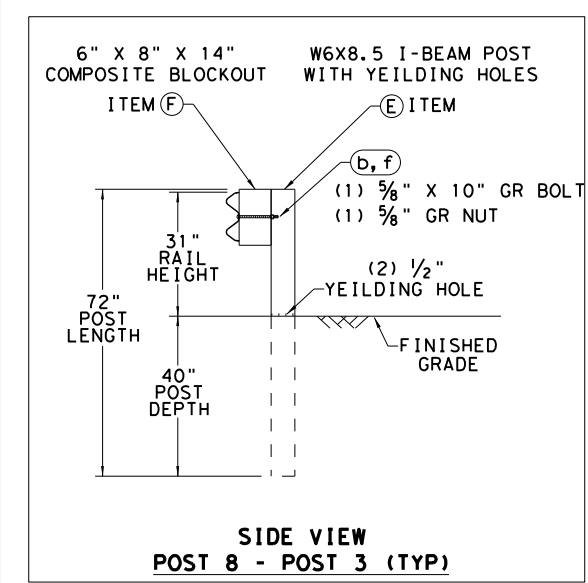 6" X 8" X 14"
COMPOSITE BLOCKOUT
ITEM F
W6X8.5 I-BEAM POST
WITH YEILDING HOLES
E ITEM
b, f
(1) 5/8" X 10" GR BOLT
(1) 5/8" GR NUT
31"
RAIL
HEIGHT
(2) 1/2"
YEILDING HOLE
72"
POST
LENGTH
FINISHED
GRADE
40"
POST
DEPTH
SIDE VIEW
POST 8 - POST 3 (TYP)